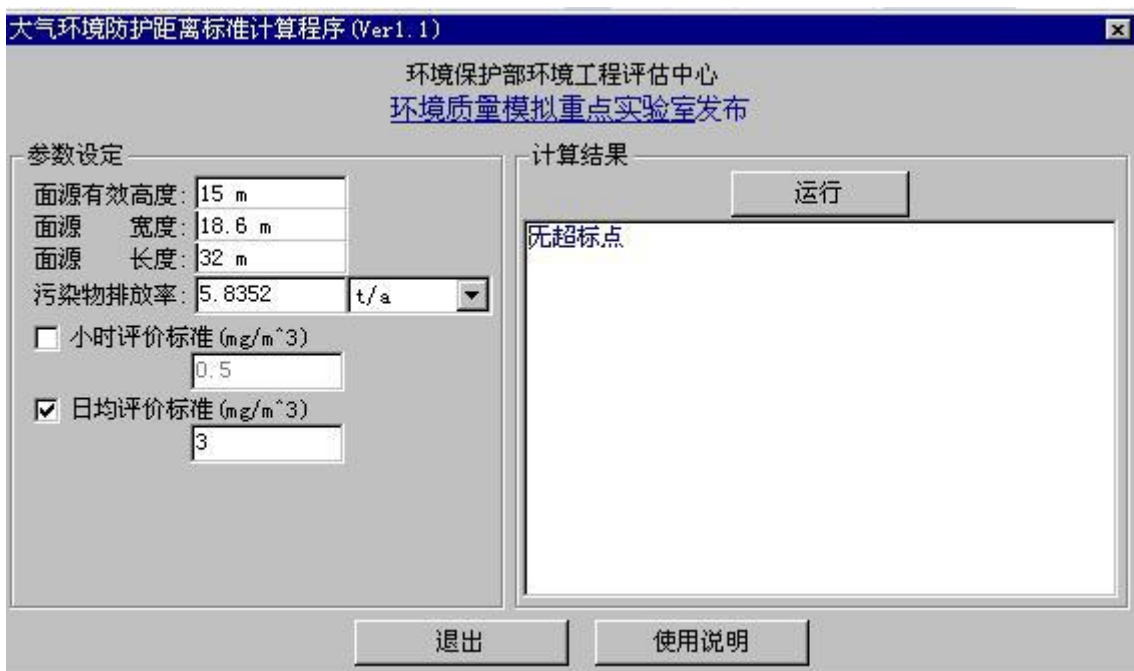 大气环境防护距离标准计算程序(Ver1.1)
环境保护部环境工程评估中心
环境质量模拟重点实验室发布
参数设定
面源有效高度: 15 m
面源 宽度: 18.6 m
面源 长度: 32 m
污染物排放率: 5.8352 t/a
小时评价标准(mg/m^3)
0.5
日均评价标准(mg/m^3)
3
计算结果
运行
无超标点
退出 使用说明